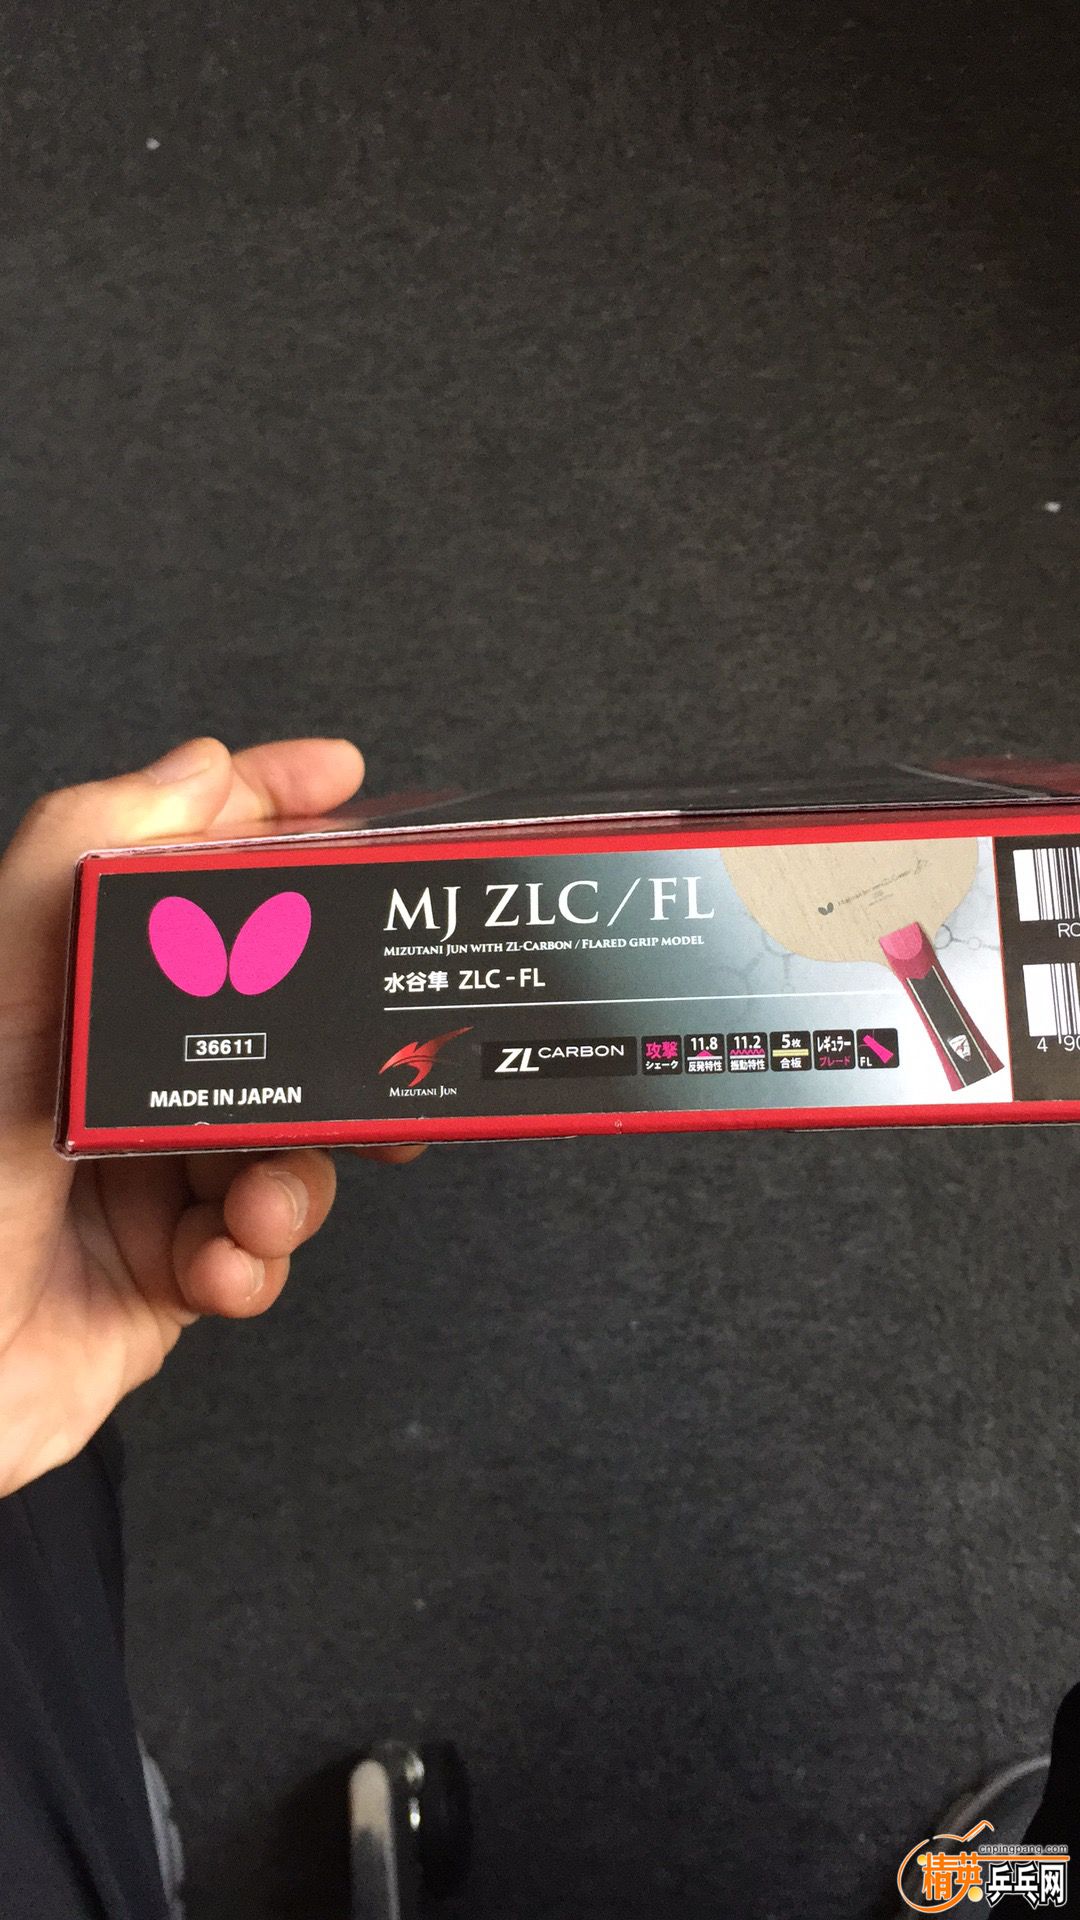 MJ ZLC/FL
MIZUTANI JUN WITH ZL-CARBON / FLARED GRIP MODEL
水谷隼 ZLC-FL
36611
MADE IN JAPAN
MIZUTANI JUN
ZL CARBON
攻撃
シェーク
11.8
反発特性
11.2
振動特性
5枚
合板
レギュラー
ブレード
FL
RO
4 90
cnpingpang.com
精英乒乓网